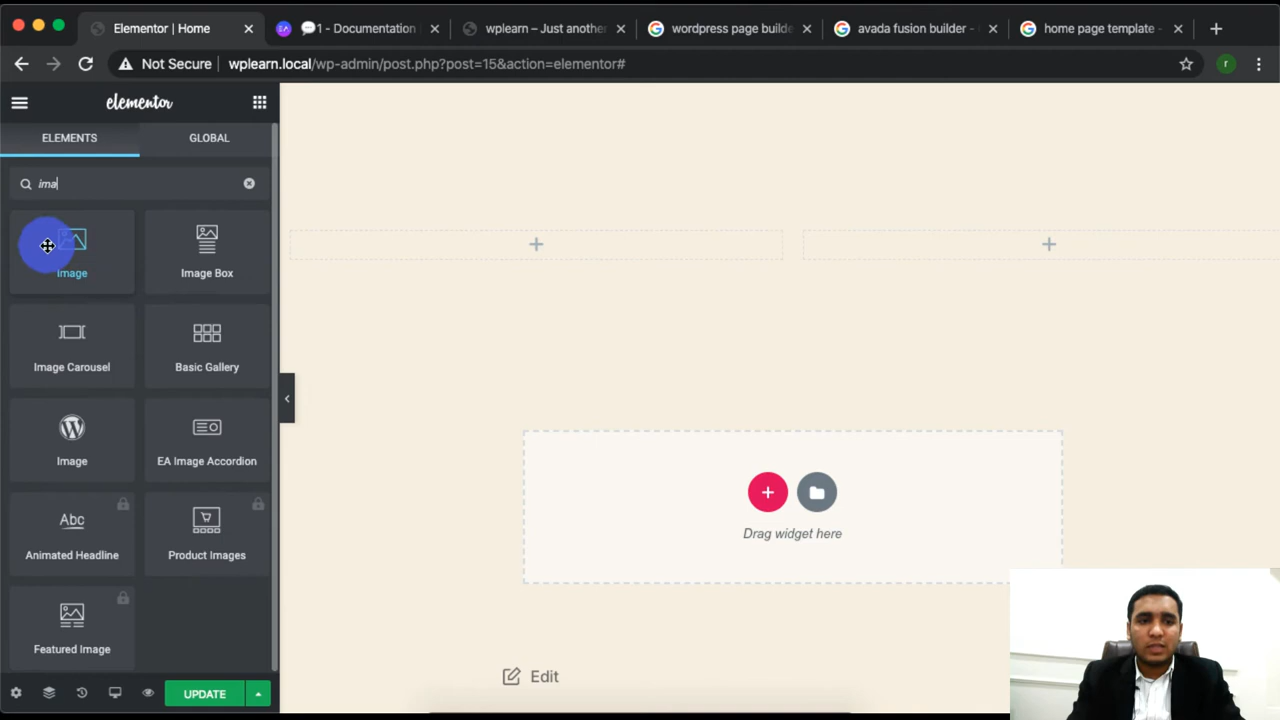 Elementor | Home
1 - Documentation
wplearn – Just anothe
wordpress page builde
avada fusion builder -
home page template -
Not Secure
wplearn.local/wp-admin/post.php?post=15&action=elementor#
r
elementor
ELEMENTS
GLOBAL
ima
Image
Image Box
Image Carousel
Basic Gallery
Image
EA Image Accordion
Abc
Animated Headline
Product Images
Featured Image
Drag widget here
Edit
UPDATE